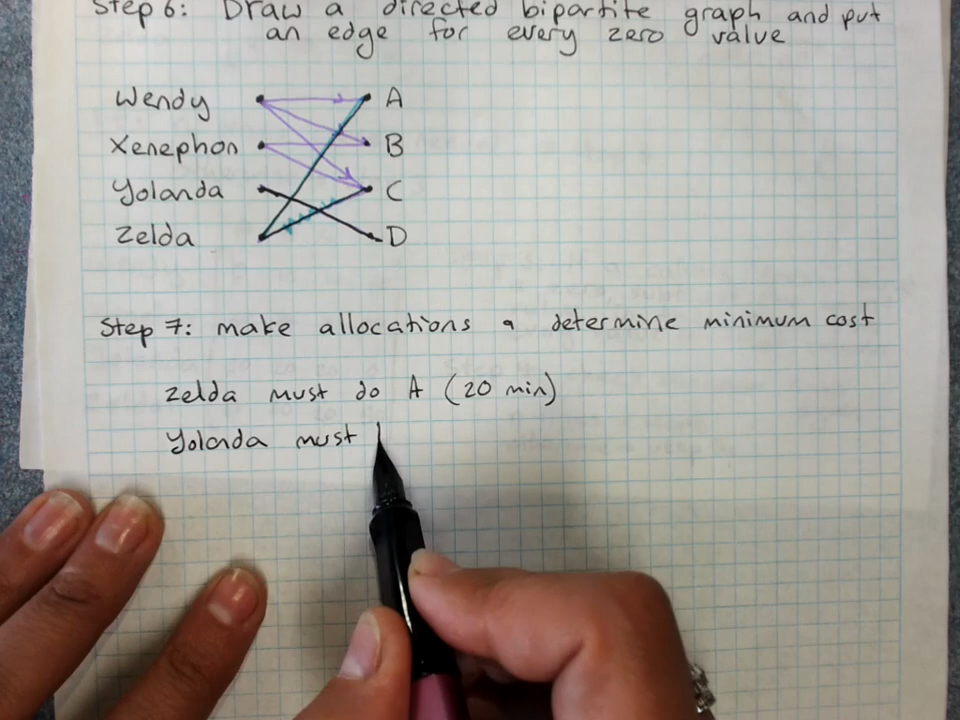 Step 6: Draw a directed bipartite graph and put
an edge for every zero value
Wendy A
Xenephon B
Yolanda C
Zelda D
Step 7: make allocations & determine minimum cost
Zelda must do A (20 min)
Yolanda must